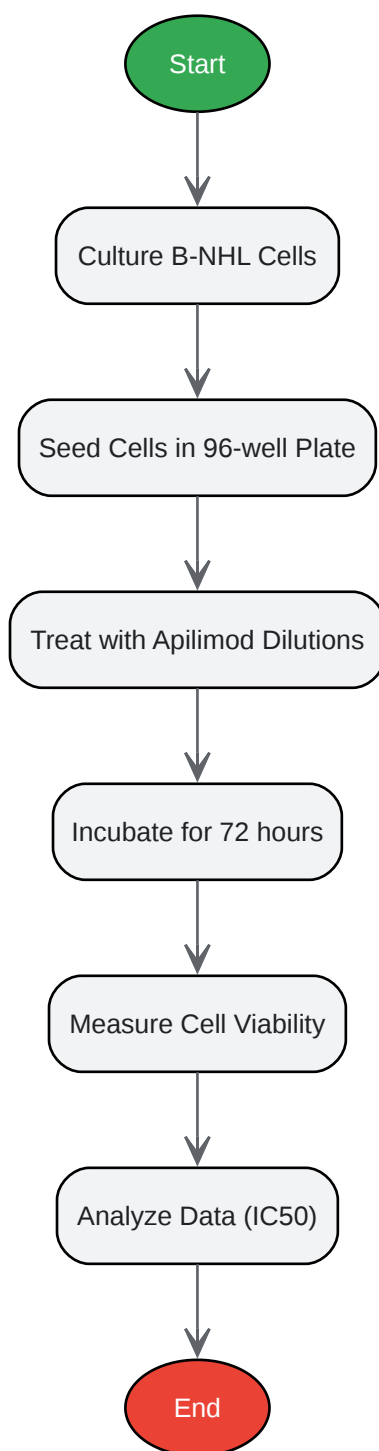 Start
Culture B-NHL Cells
Seed Cells in 96-well Plate
Treat with Apilimod Dilutions
Incubate for 72 hours
Measure Cell Viability
Analyze Data (IC50)
End